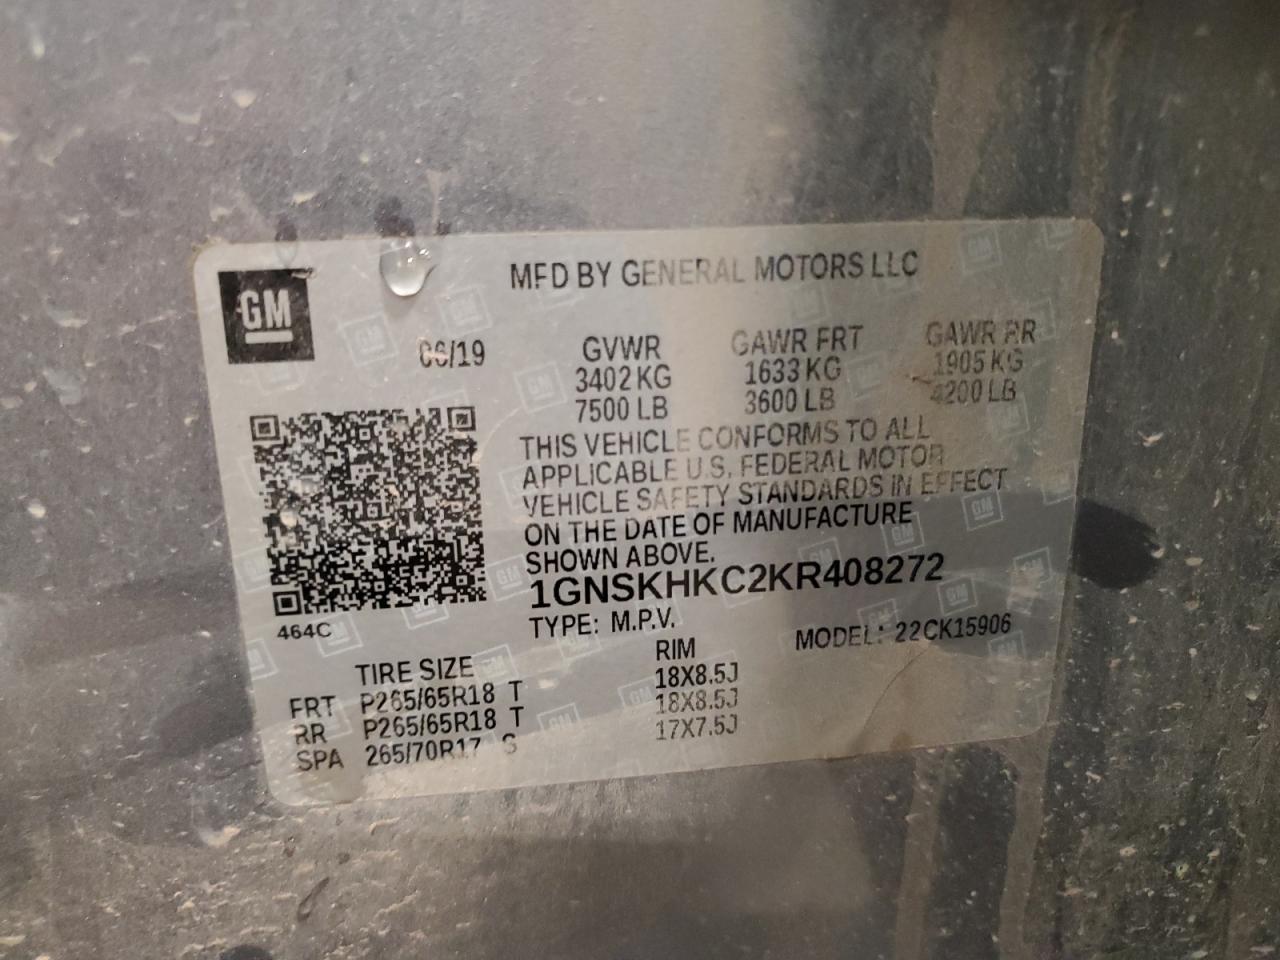 GM
MFD BY GENERAL MOTORS LLC
06/19
GVWR GAWR FRT GAWR RR
3402 KG 1633 KG 1905 KG
7500 LB 3600 LB 4200 LB
THIS VEHICLE CONFORMS TO ALL
APPLICABLE U.S. FEDERAL MOTOR
VEHICLE SAFETY STANDARDS IN EFFECT
ON THE DATE OF MANUFACTURE
SHOWN ABOVE.
1GNSKHKC2KR408272
464C
TYPE: M.P.V. MODEL: 22CK15906
TIRE SIZE RIM
FRT P265/65R18 T 18X8.5J
RR P265/65R18 T 18X8.5J
SPA 265/70R17 S 17X7.5J